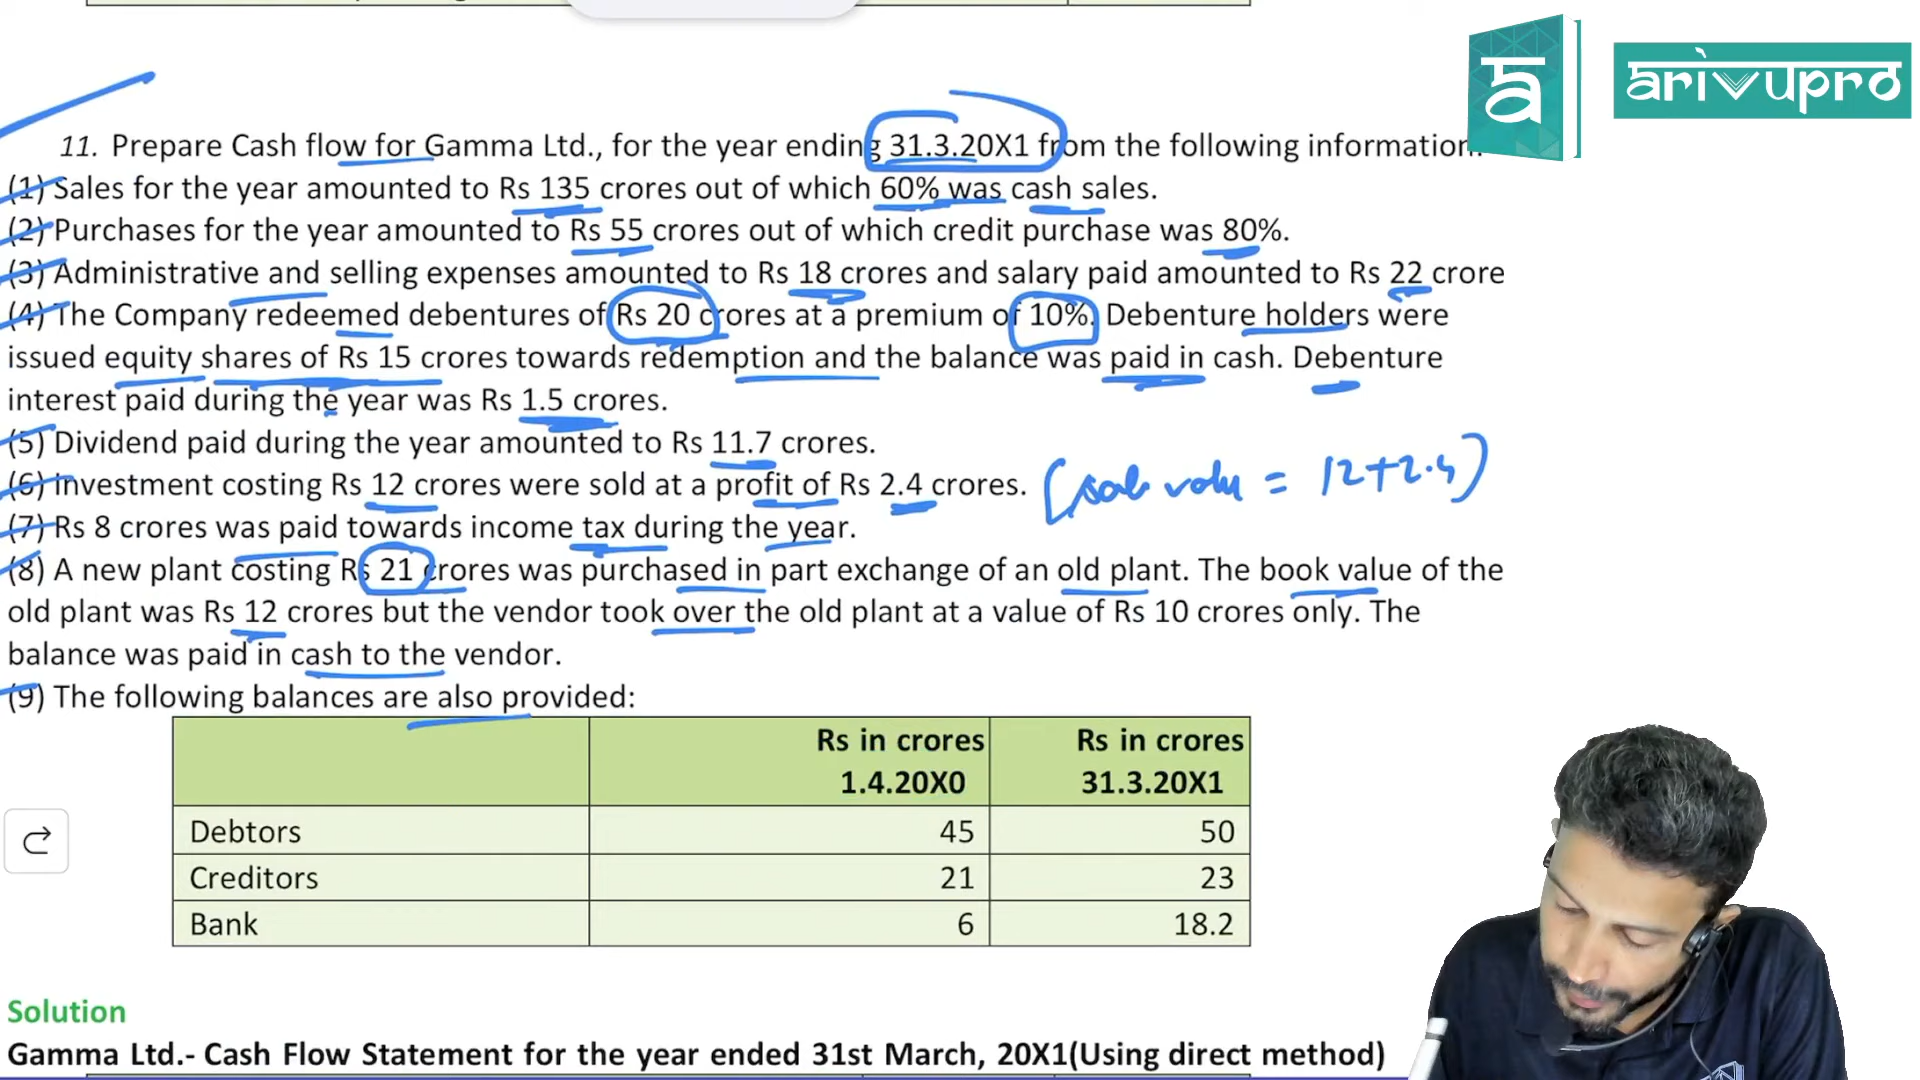 arivupro
11. Prepare Cash flow for Gamma Ltd., for the year ending 31.3.20X1 from the following information.
(1) Sales for the year amounted to Rs 135 crores out of which 60% was cash sales.
(2) Purchases for the year amounted to Rs 55 crores out of which credit purchase was 80%.
(3) Administrative and selling expenses amounted to Rs 18 crores and salary paid amounted to Rs 22 crore
(4) The Company redeemed debentures of Rs 20 crores at a premium of 10%. Debenture holders were
issued equity shares of Rs 15 crores towards redemption and the balance was paid in cash. Debenture
interest paid during the year was Rs 1.5 crores.
(5) Dividend paid during the year amounted to Rs 11.7 crores.
(6) Investment costing Rs 12 crores were sold at a profit of Rs 2.4 crores. (sale value = 12+2.4)
(7) Rs 8 crores was paid towards income tax during the year.
(8) A new plant costing Rs 21 crores was purchased in part exchange of an old plant. The book value of the
old plant was Rs 12 crores but the vendor took over the old plant at a value of Rs 10 crores only. The
balance was paid in cash to the vendor.
(9) The following balances are also provided:
Rs in crores 1.4.20X0 Rs in crores 31.3.20X1
Debtors 45 50
Creditors 21 23
Bank 6 18.2
Solution
Gamma Ltd.- Cash Flow Statement for the year ended 31st March, 20X1(Using direct method)